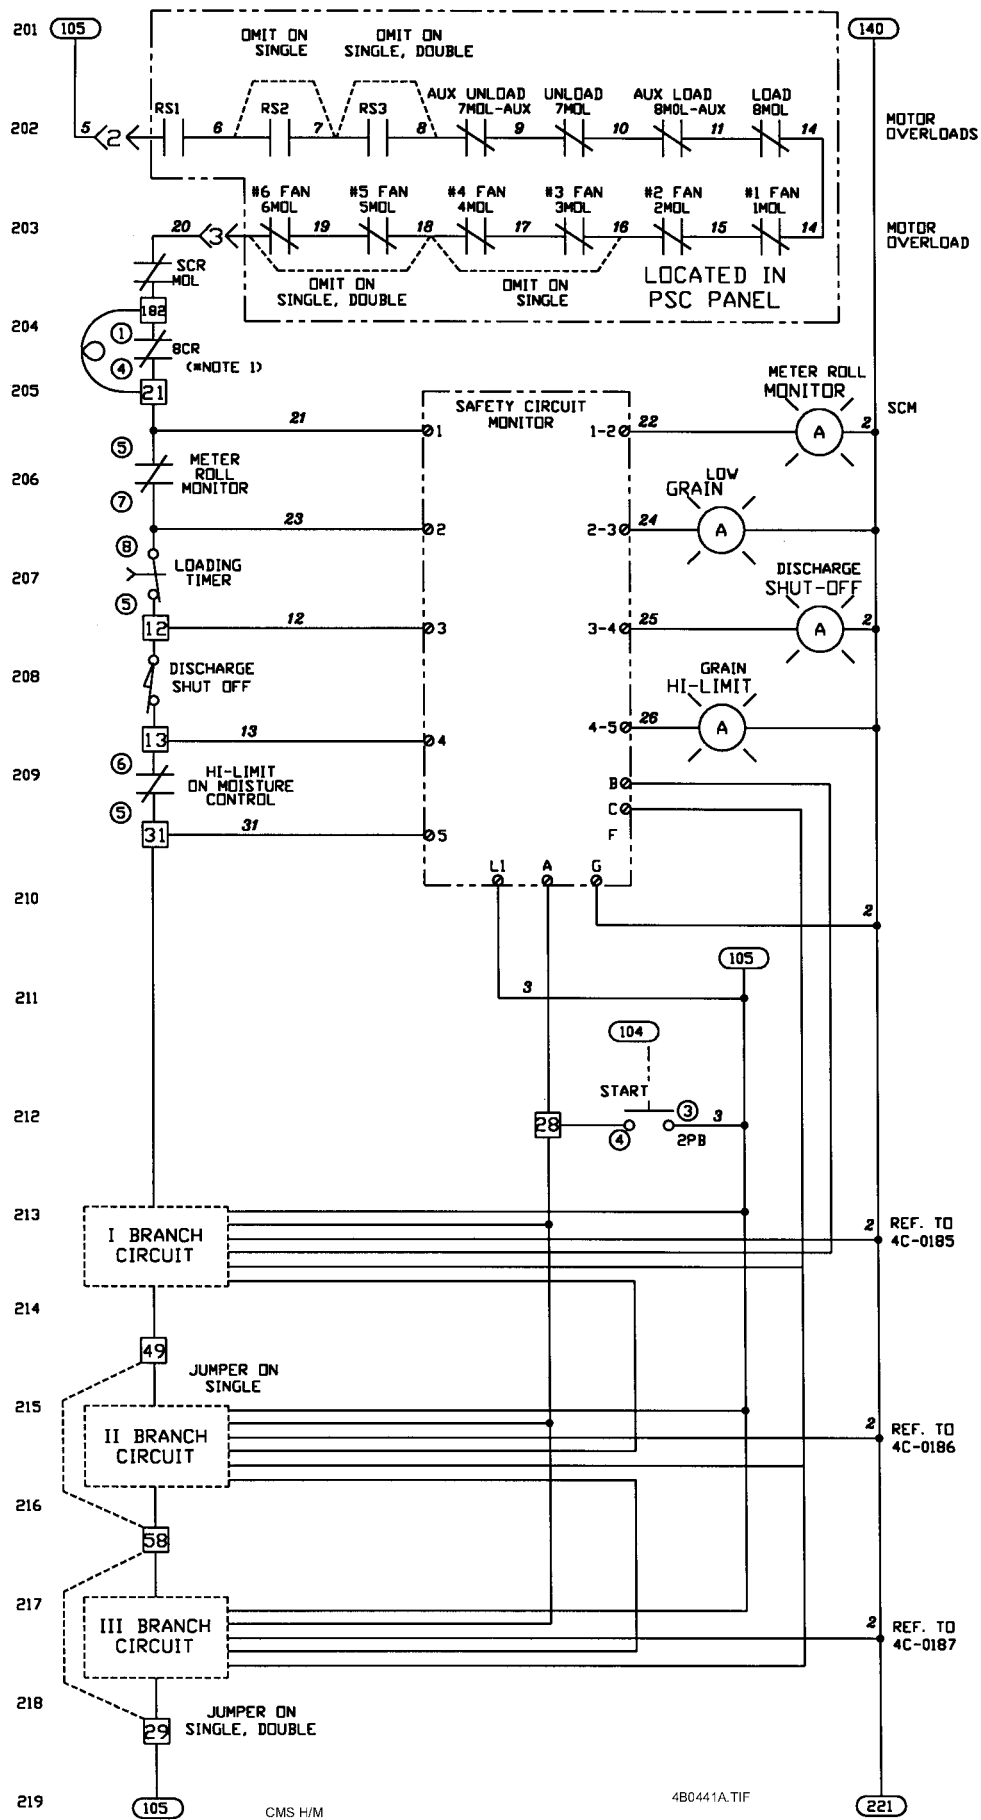 201
105
OMIT ON
SINGLE
OMIT ON
SINGLE, DOUBLE
140
AUX UNLOAD
7MOL-AUX
UNLOAD
7MOL
AUX LOAD
8MOL-AUX
LOAD
8MOL
RS1
RS2
RS3
202
5
2
6
7
8
9
10
11
14
MOTOR
OVERLOADS
#6 FAN
6MOL
#5 FAN
5MOL
#4 FAN
4MOL
#3 FAN
3MOL
#2 FAN
2MOL
#1 FAN
1MOL
203
20
3
19
18
17
16
15
14
MOTOR
OVERLOAD
SCR
MOL
OMIT ON
SINGLE, DOUBLE
OMIT ON
SINGLE
LOCATED IN
PSC PANEL
182
204
1
8CR
(*NOTE 1)
4
205
21
SAFETY CIRCUIT
MONITOR
METER ROLL
MONITOR
SCM
21
1
1-2
22
A
2
5
206
METER
ROLL
MONITOR
7
LOW
GRAIN
23
2
2-3
24
A
8
207
LOADING
TIMER
5
DISCHARGE
SHUT-OFF
12
12
3
3-4
25
A
2
208
DISCHARGE
SHUT OFF
GRAIN
HI-LIMIT
13
13
4
4-5
26
A
209
6
HI-LIMIT
ON MOISTURE
CONTROL
5
B
C
F
31
31
5
L1
A
G
210
2
105
211
3
104
START
212
28
4
3
2PB
3
213
I BRANCH
CIRCUIT
2
REF. TO
4C-0185
214
49
JUMPER ON
SINGLE
215
II BRANCH
CIRCUIT
2
REF. TO
4C-0186
216
58
217
III BRANCH
CIRCUIT
2
REF. TO
4C-0187
218
29
JUMPER ON
SINGLE, DOUBLE
219
105
CMS H/M
4B0441A.TIF
221